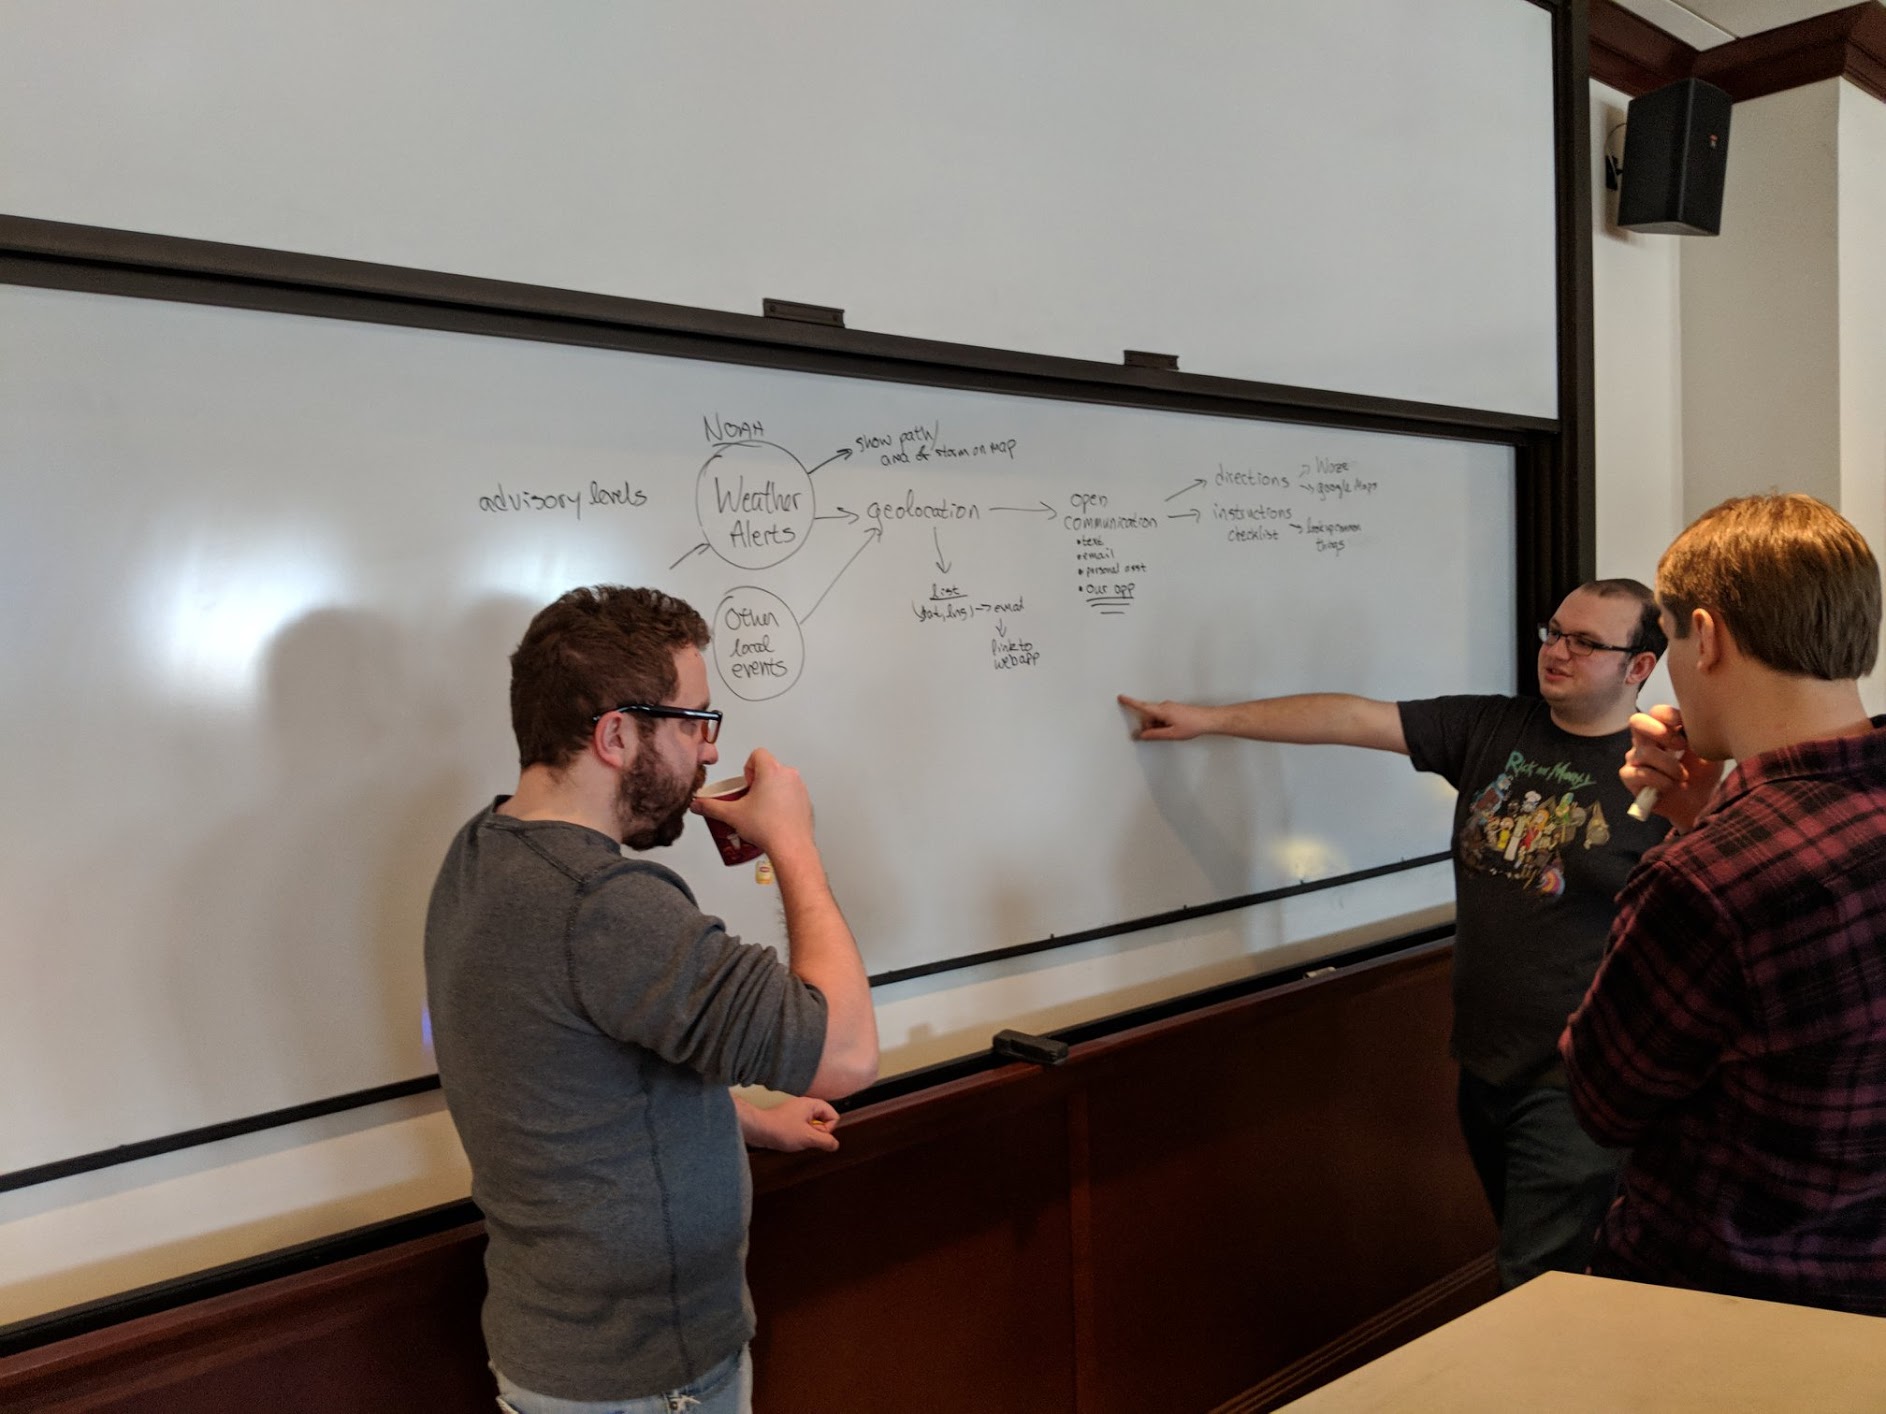 NOAH
Weather
Alerts
advisory levels
show path/
area of storm on map
geolocation
list
(lat, lng) → email
link to
webapp
Other
local
events
open
communication
• text
• email
• personal asst
• Our app
directions
Waze
google Maps
instructions
checklist
things
Rick and Morty